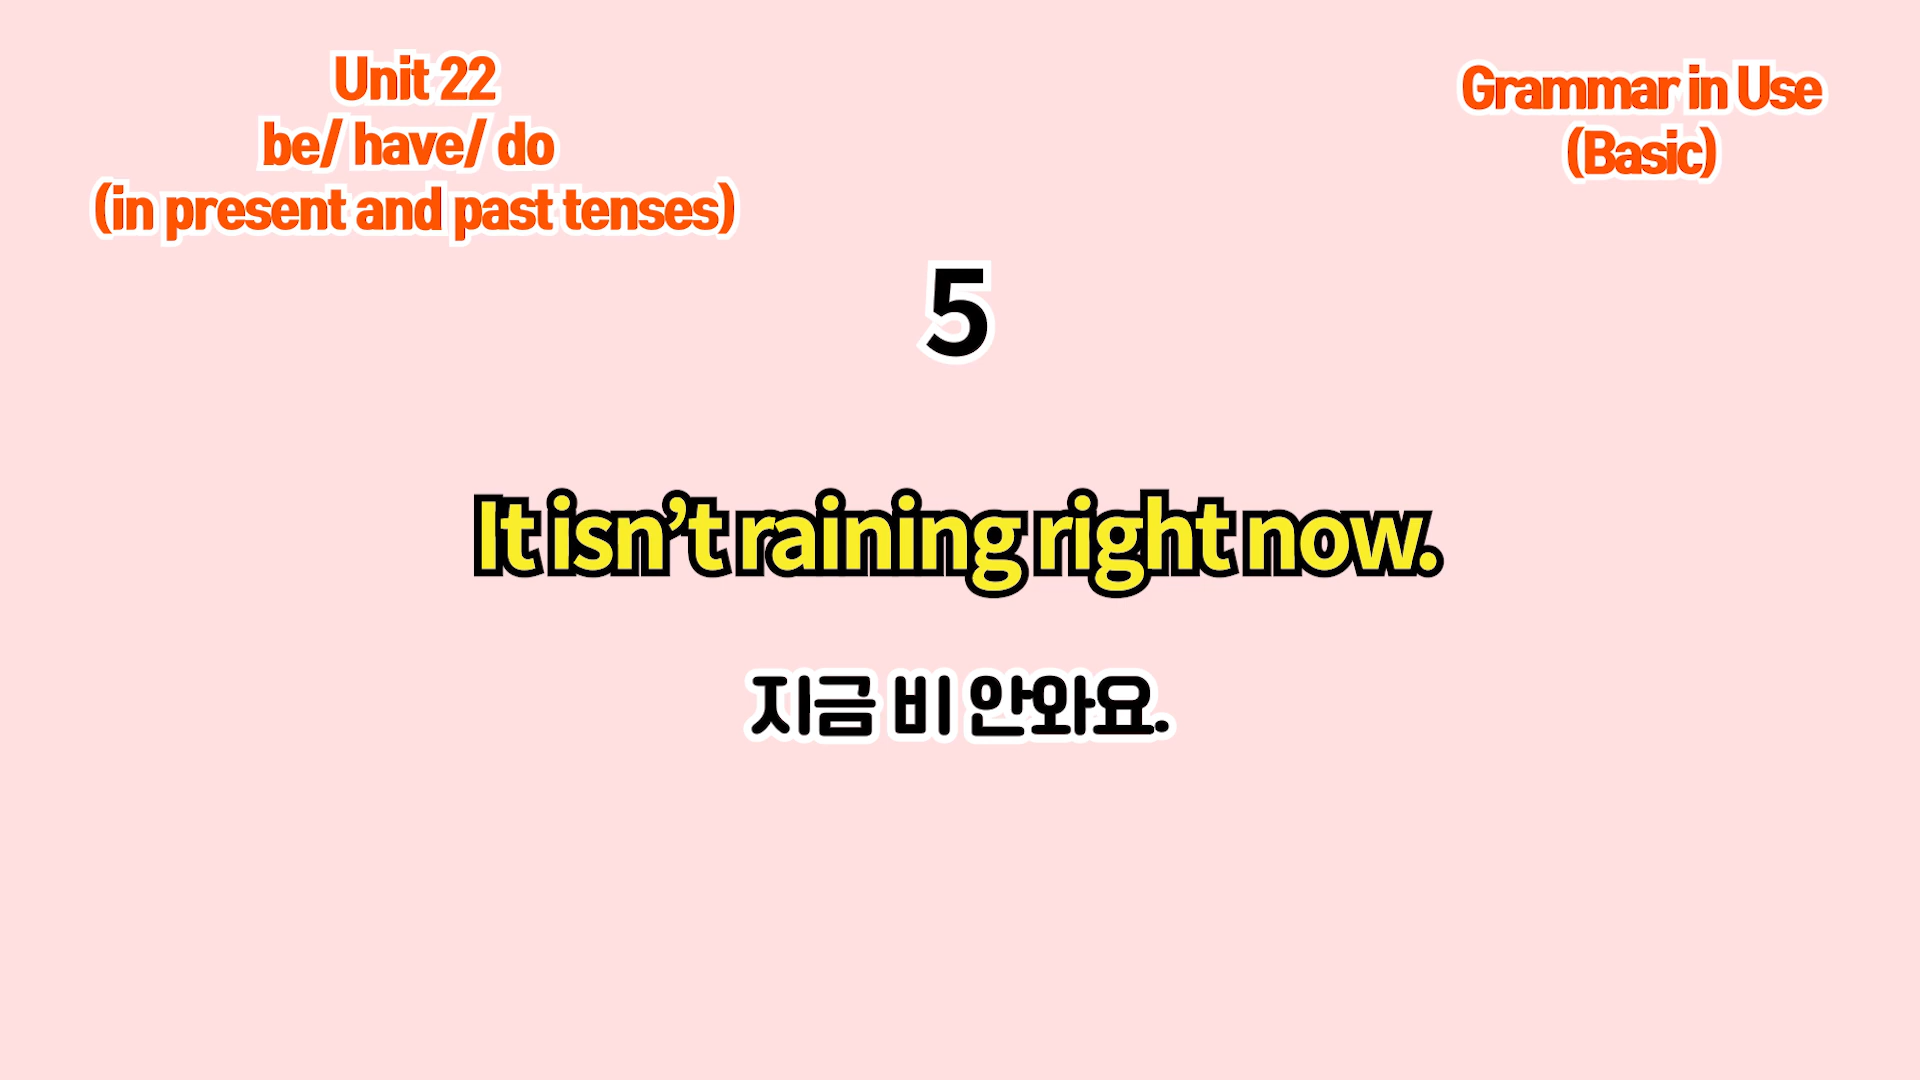 Unit 22
be/ have/ do
(in present and past tenses)
Grammar in Use
(Basic)
5
It isn’t raining right now.
지금 비 안와요.